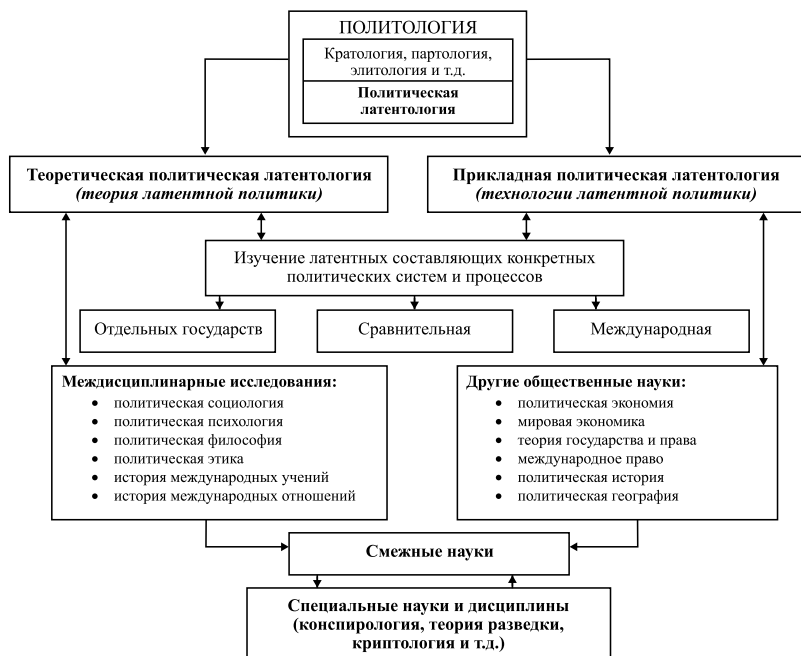 ПОЛИТОЛОГИЯ
Кратология, партология,
элитология и т.д.
Политическая
латентология
Теоретическая политическая латентология
(теория латентной политики)
Прикладная политическая латентология
(технологии латентной политики)
Изучение латентных составляющих конкретных
политических систем и процессов
Отдельных государств
Сравнительная
Международная
Междисциплинарные исследования:
• политическая социология
• политическая психология
• политическая философия
• политическая этика
• история международных учений
• история международных отношений
Другие общественные науки:
• политическая экономия
• мировая экономика
• теория государства и права
• международное право
• политическая история
• политическая география
Смежные науки
Специальные науки и дисциплины
(конспирология, теория разведки,
криптология и т.д.)